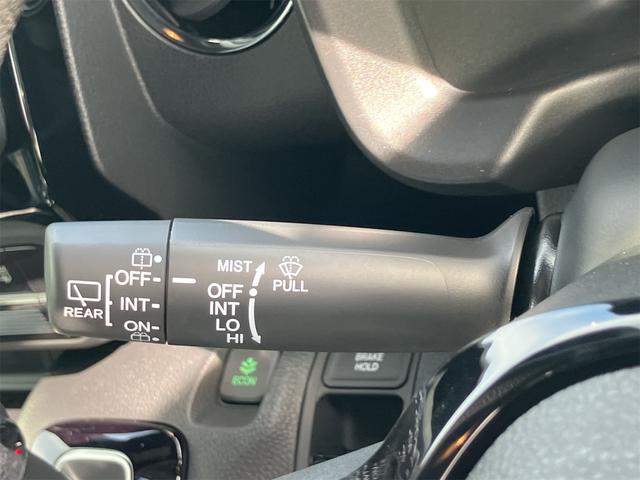 OFF
INT
ON
REAR
MIST
OFF
INT
LO
HI
PULL
ECON
BRAKE
HOLD